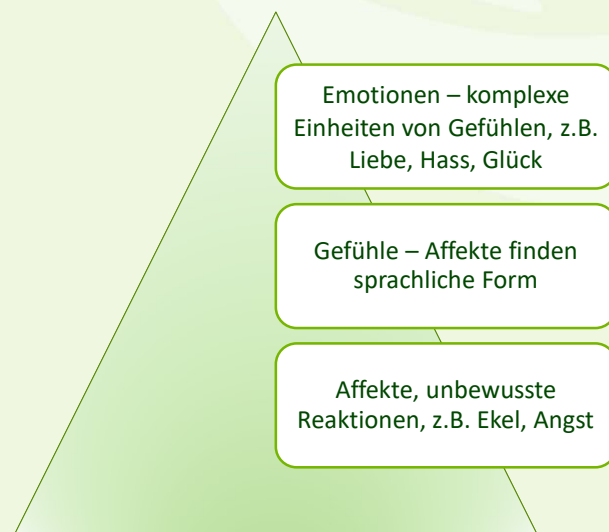 Emotionen – komplexe
Einheiten von Gefühlen, z.B.
Liebe, Hass, Glück
Gefühle – Affekte finden
sprachliche Form
Affekte, unbewusste
Reaktionen, z.B. Ekel, Angst